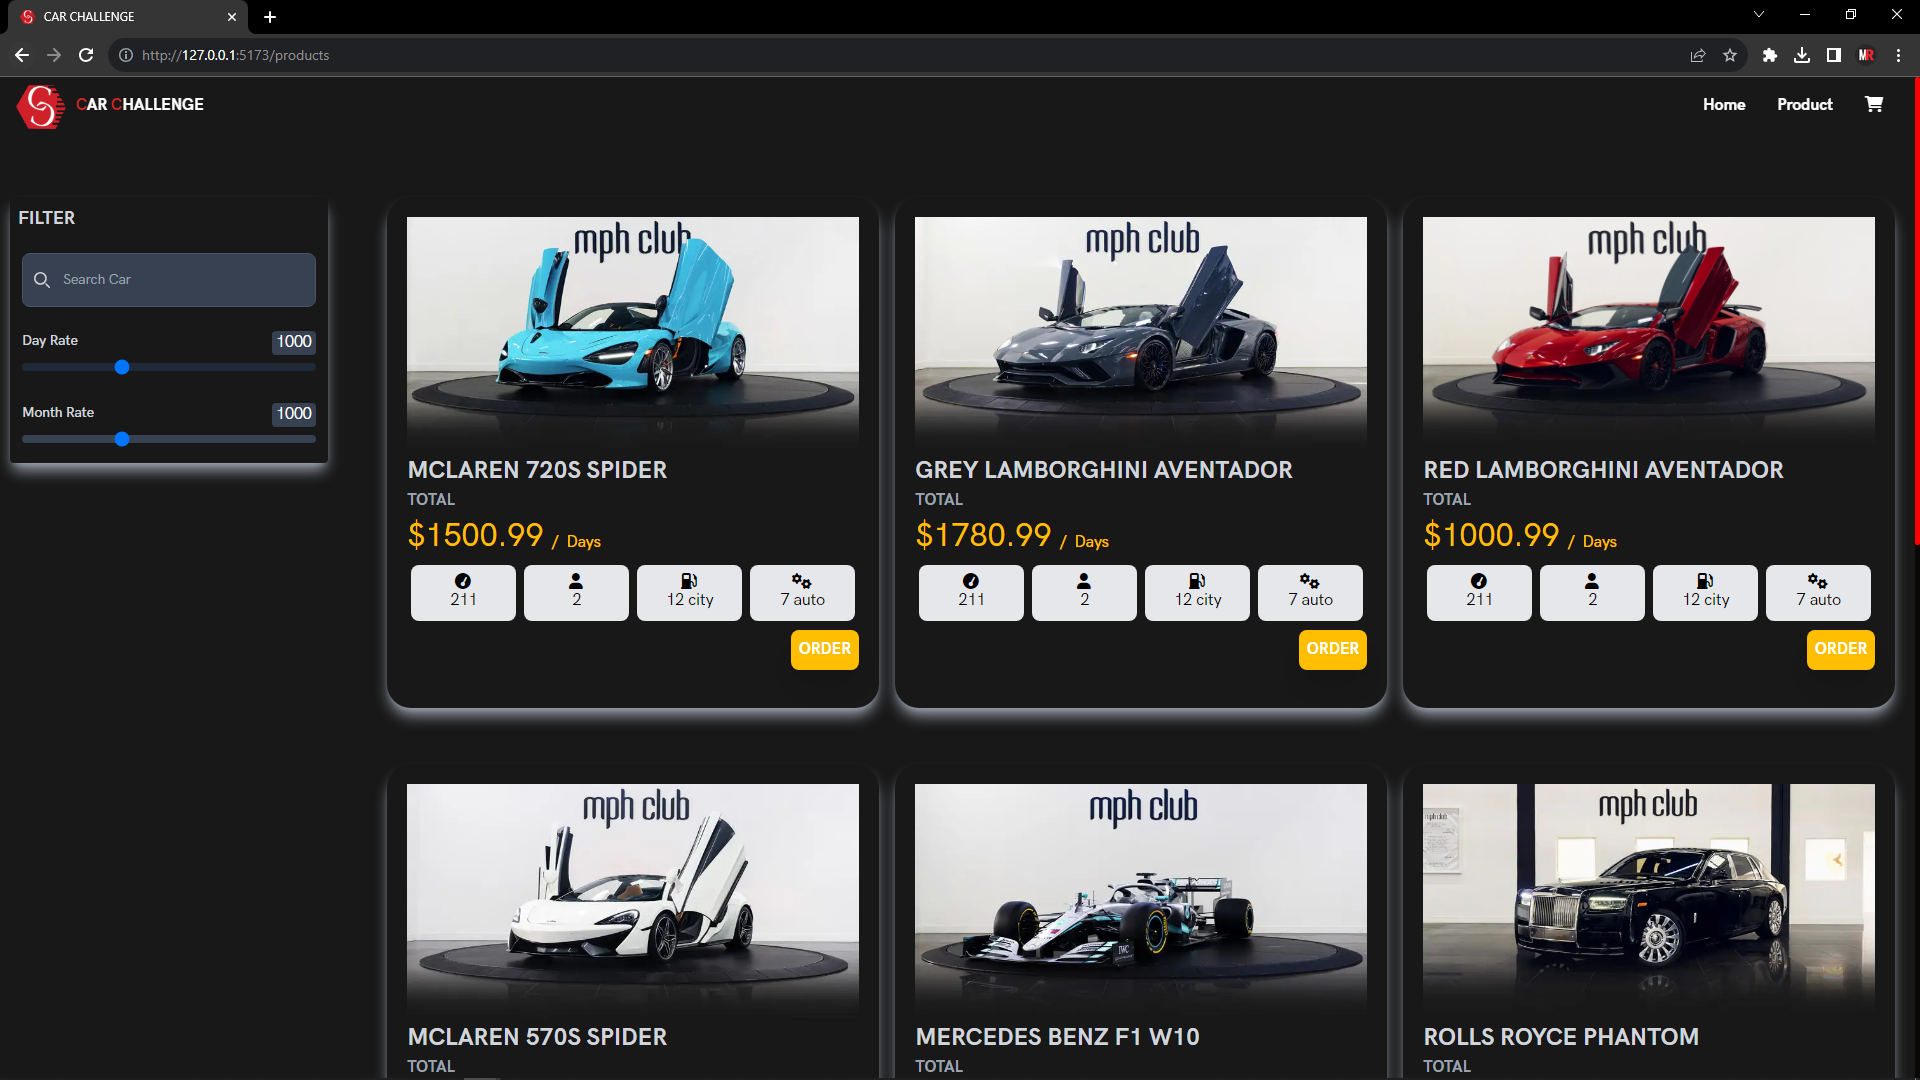 CAR CHALLENGE
http://127.0.0.1:5173/products
MR
S
CAR CHALLENGE
Home
Product
FILTER
Search Car
Day Rate
1000
Month Rate
1000
mph club
MCLAREN 720S SPIDER
TOTAL
$1500.99 / Days
211
2
12 city
7 auto
ORDER
mph club
GREY LAMBORGHINI AVENTADOR
TOTAL
$1780.99 / Days
211
2
12 city
7 auto
ORDER
mph club
RED LAMBORGHINI AVENTADOR
TOTAL
$1000.99 / Days
211
2
12 city
7 auto
ORDER
mph club
MCLAREN 570S SPIDER
TOTAL
mph club
IWC
MERCEDES BENZ F1 W10
TOTAL
mph club
mph club
ROLLS ROYCE PHANTOM
TOTAL